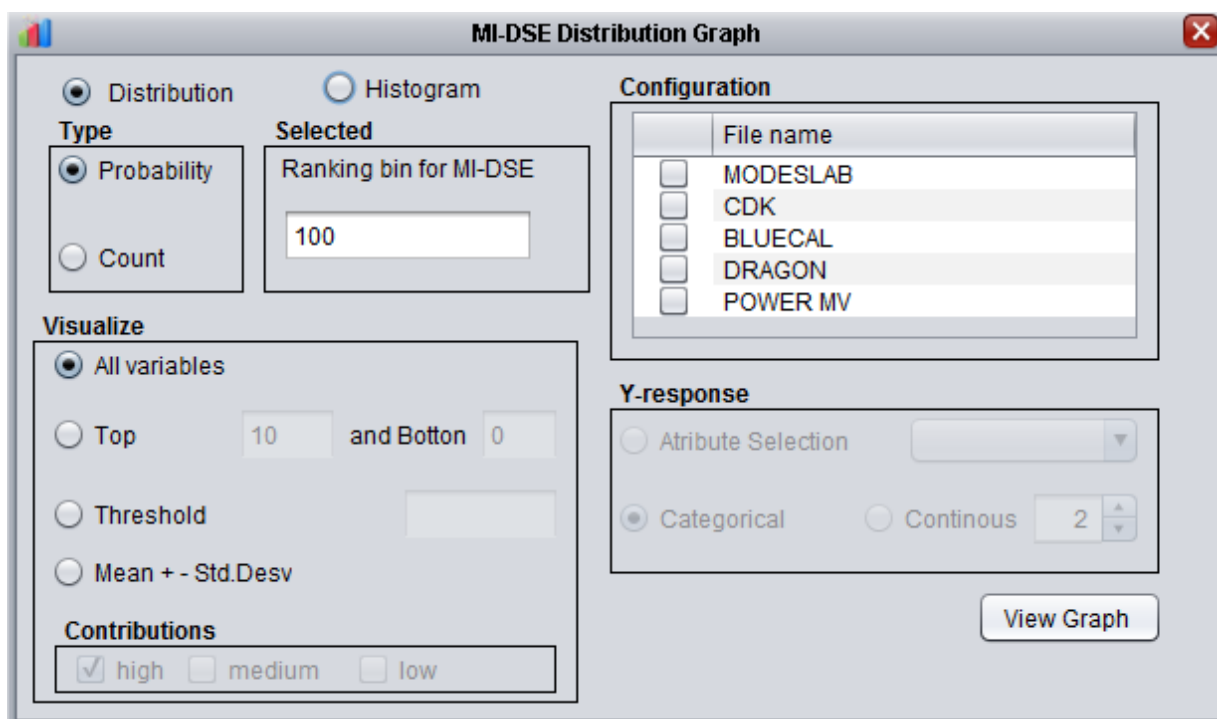 MI-DSE Distribution Graph
Distribution
Histogram
Type
Probability
Count
Selected
Ranking bin for MI-DSE
100
Visualize
All variables
Top 10 and Botton 0
Threshold
Mean + - Std.Desv
Contributions
high medium low
Configuration
File name
MODESLAB
CDK
BLUECAL
DRAGON
POWER MV
Y-response
Atribute Selection
Categorical Continous 2
View Graph